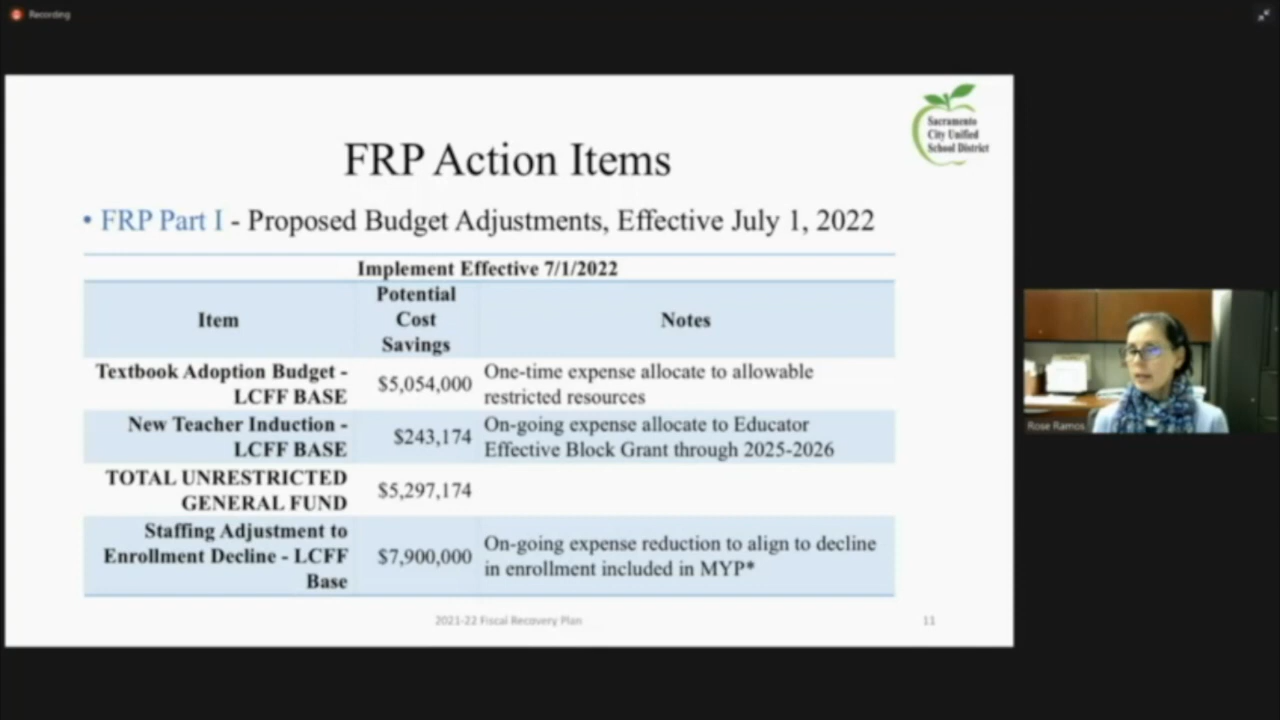 Recording
Sacramento
City Unified
School District
FRP Action Items
• FRP Part I - Proposed Budget Adjustments, Effective July 1, 2022
Implement Effective 7/1/2022
Item
Potential
Cost
Savings
Notes
Textbook Adoption Budget -
LCFF BASE
$5,054,000
One-time expense allocate to allowable
restricted resources
New Teacher Induction -
LCFF BASE
$243,174
On-going expense allocate to Educator
Effective Block Grant through 2025-2026
TOTAL UNRESTRICTED
GENERAL FUND
$5,297,174
Staffing Adjustment to
Enrollment Decline - LCFF
Base
$7,900,000
On-going expense reduction to align to decline
in enrollment included in MYP*
2021-22 Fiscal Recovery Plan
11
Rose Ramos